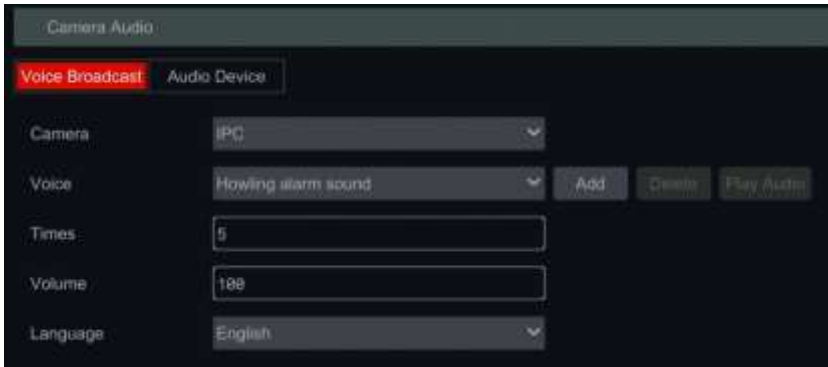 Camera Audio
Voice Broadcast Audio Device
Camera IPC
Voice Howling alarm sound Add Delete Play Audio
Times 5
Volume 100
Language English